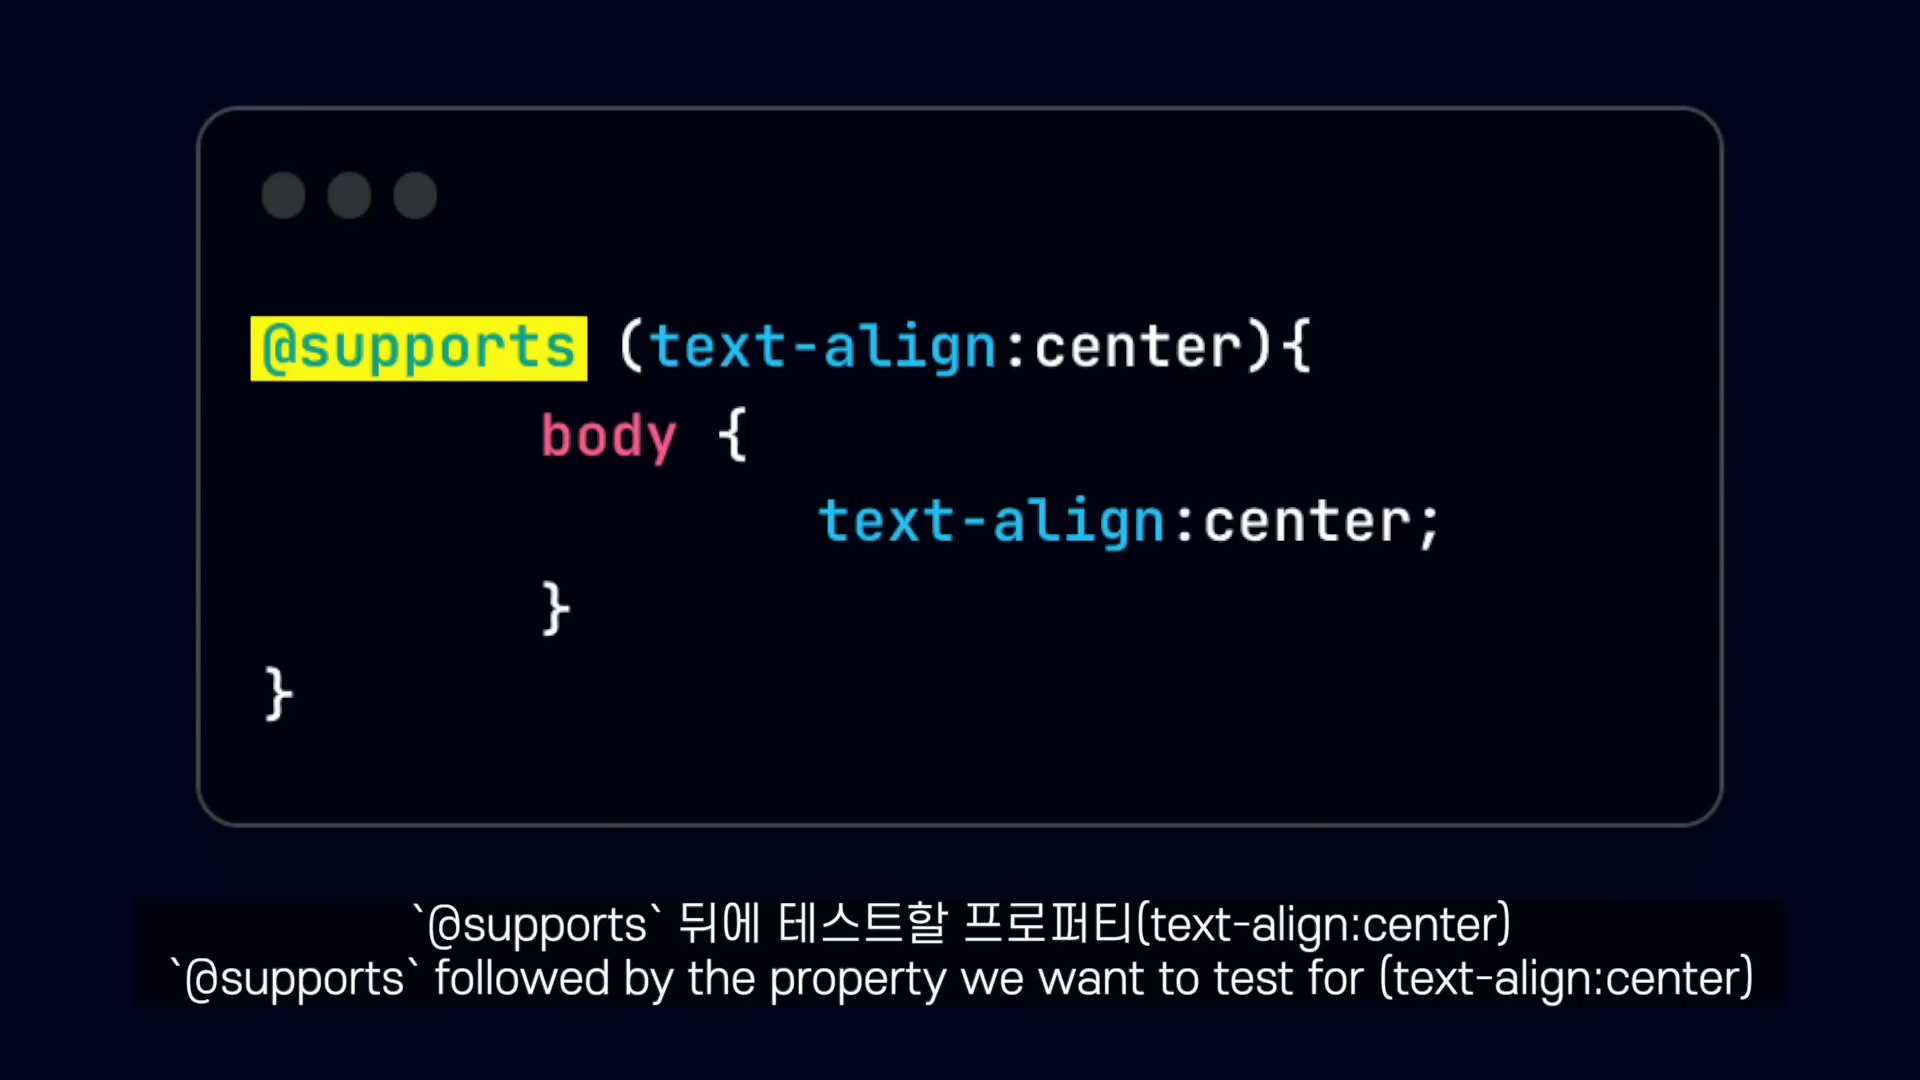 @supports (text-align:center){
body {
text-align:center;
}
}
`@supports` 뒤에 테스트할 프로퍼티(text-align:center)
`@supports` followed by the property we want to test for (text-align:center)